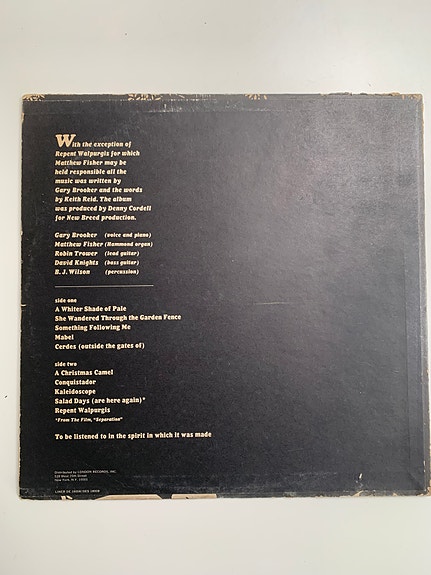 With the exception of
Repent Walpurgis for which
Matthew Fisher may be
held responsible all the
music was written by
Gary Brooker and the words
by Keith Reid. The album
was produced by Denny Cordell
for New Breed production.
Gary Brooker (voice and piano)
Matthew Fisher (Hammond organ)
Robin Trower (lead guitar)
David Knights (bass guitar)
B. J. Wilson (percussion)
side one
A Whiter Shade of Pale
She Wandered Through the Garden Fence
Something Following Me
Mabel
Cerdes (outside the gates of)
side two
A Christmas Camel
Conquistador
Kaleidoscope
Salad Days (are here again)*
Repent Walpurgis
*From The Film, "Separation"
To be listened to in the spirit in which it was made
Distributed by LONDON RECORDS, INC.
539 West 25th Street
New York, N.Y. 10001